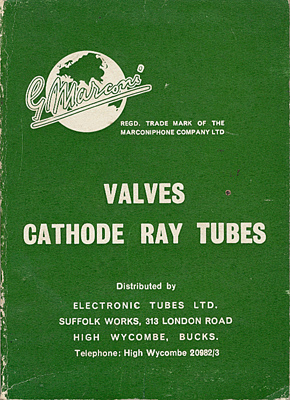 G. Marconi ®
REGD. TRADE MARK OF THE
MARCONIPHONE COMPANY LTD
VALVES
CATHODE RAY TUBES
Distributed by
ELECTRONIC TUBES LTD.
SUFFOLK WORKS, 313 LONDON ROAD
HIGH WYCOMBE, BUCKS.
Telephone: High Wycombe 20982/3